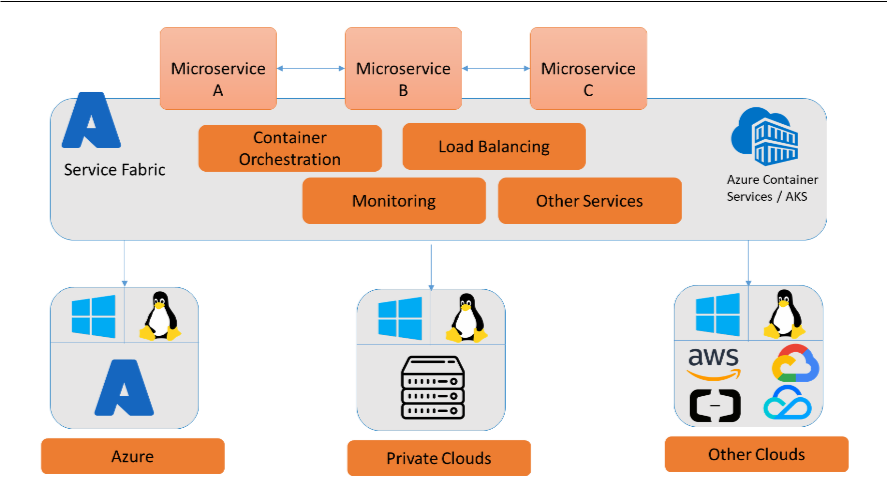 Microservice
A
Microservice
B
Microservice
C
Service Fabric
Container
Orchestration
Load Balancing
Monitoring
Other Services
Azure Container
Services / AKS
aws
Azure
Private Clouds
Other Clouds